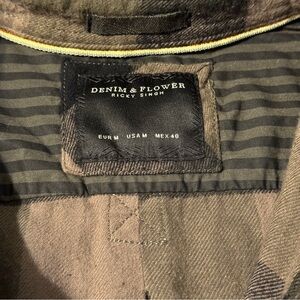 DENIM & FLOWER
RICKY SINGH
EUR M USA M MEX 40